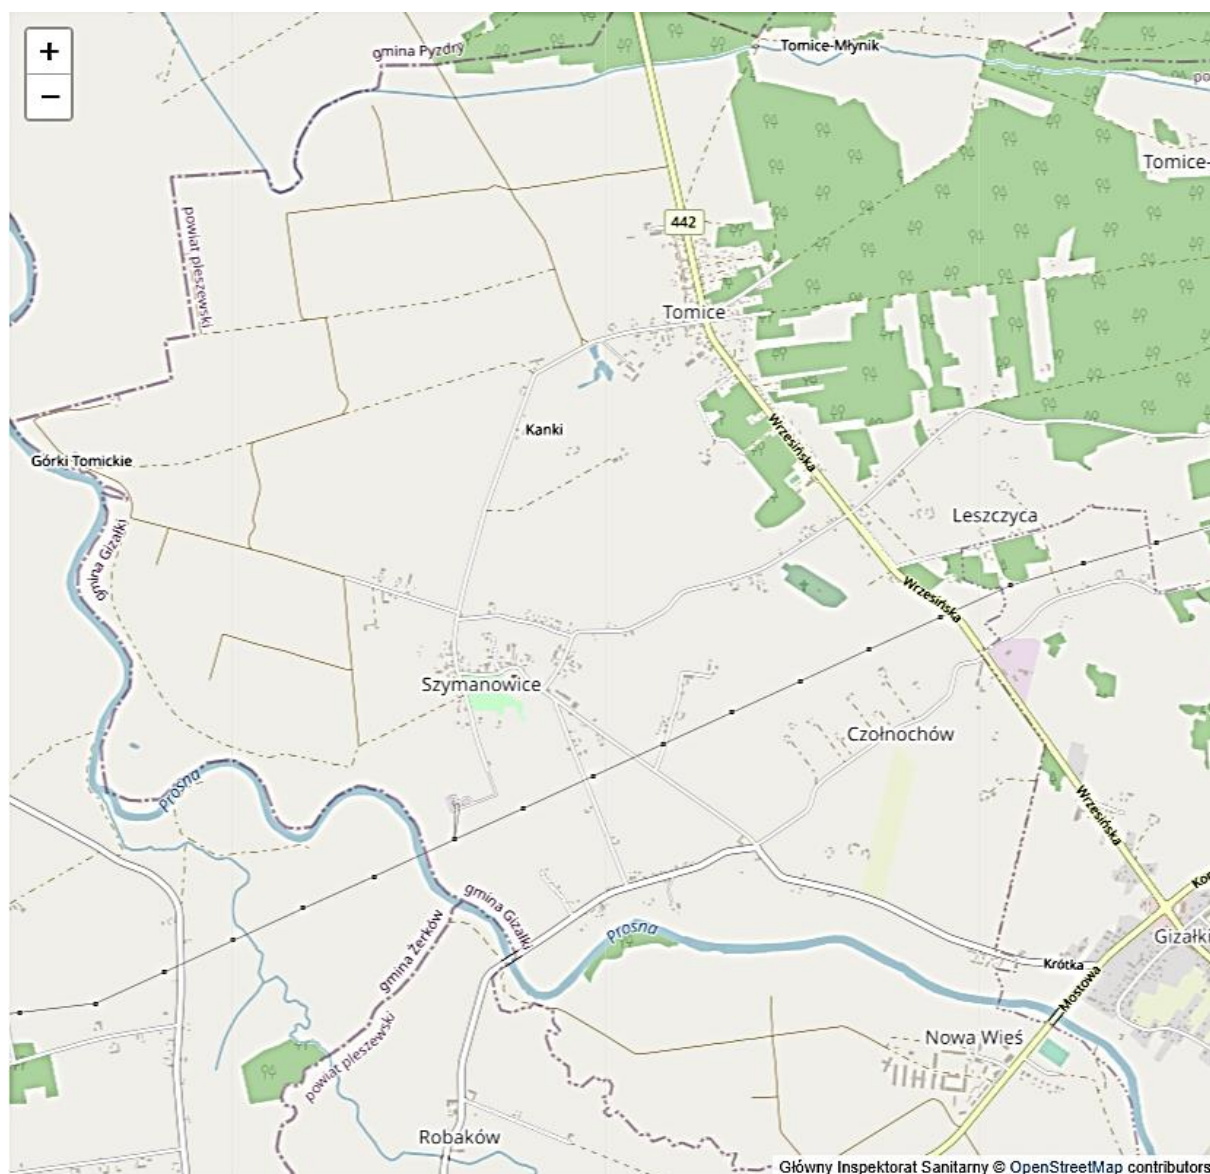 +
−
gmina Pyzdry
Tomice-Młynik
po
Tomice-
powiat pleszewski
442
Tomice
Kanki
Wrzesińska
Górki Tomickie
Leszczyca
gmina Gizałki
Wrzesińska
Szymanowice
Czołnochów
Prosna
Wrzesińska
Kor
gmina Gizałki
gmina Żerków
Prosna
Gizałki
Krótka
Mostowa
powiat pleszewski
Nowa Wieś
Robaków
Główny Inspektorat Sanitarny © OpenStreetMap contributors